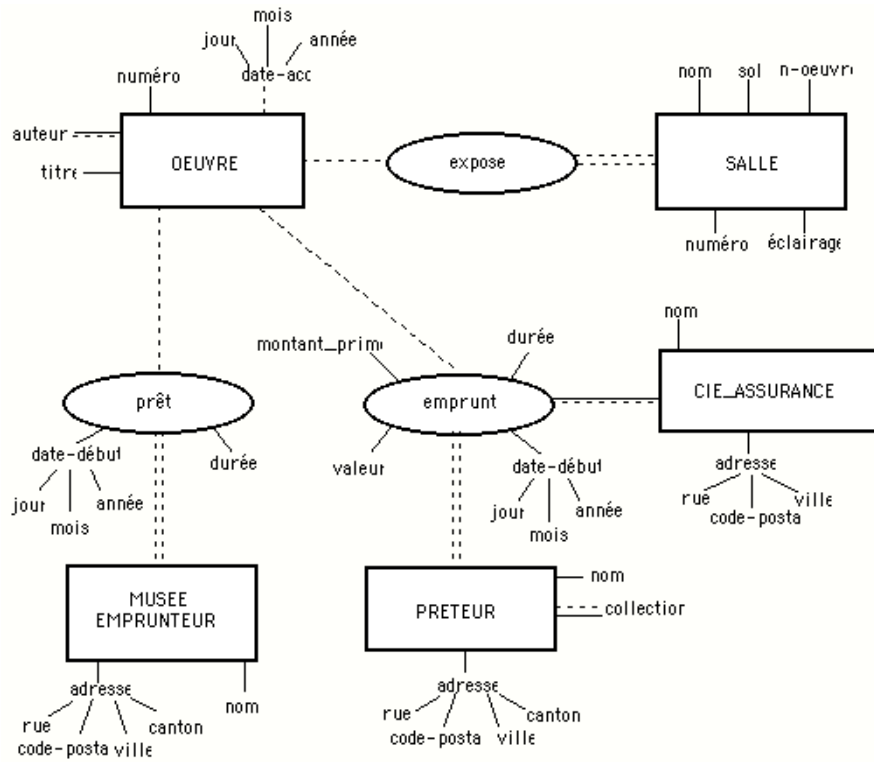 mois
jour
année
date-acc
numéro
auteur
titre
OEUVRE
expose
nom
sol
n-oeuvre
SALLE
numéro
éclairage
montant_prime
durée
nom
prêt
emprunt
CIE_ASSURANCE
date-début
durée
valeur
date-début
adresse
jour
mois
année
jour
mois
année
rue
code-posta
ville
MUSEE
EMPRUNTEUR
PRETEUR
nom
collection
adresse
rue
code-posta
ville
canton
nom
adresse
rue
code-posta
ville
canton